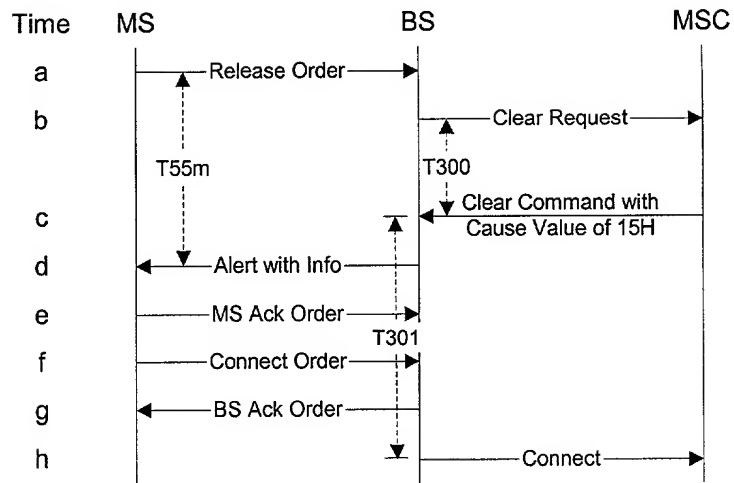 Time MS BS MSC
a Release Order
b Clear Request
T55m T300
c Clear Command with
Cause Value of 15H
d Alert with Info
e MS Ack Order
T301
f Connect Order
g BS Ack Order
h Connect